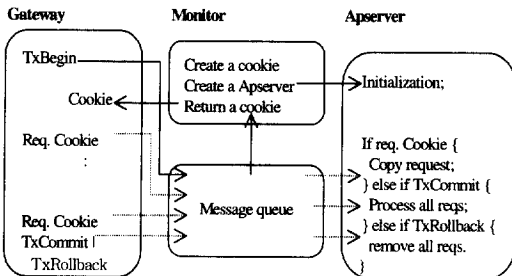 Gateway
Monitor
Apserver
TxBegin
Cookie
Req. Cookie
:
Req. Cookie
TxCommit |
TxRollback
Create a cookie
Create a Apserver
Return a cookie
Message queue
Initialization;
If req. Cookie {
Copy request;
} else if TxCommit {
Process all reqs;
} else if TxRollback {
remove all reqs.
}